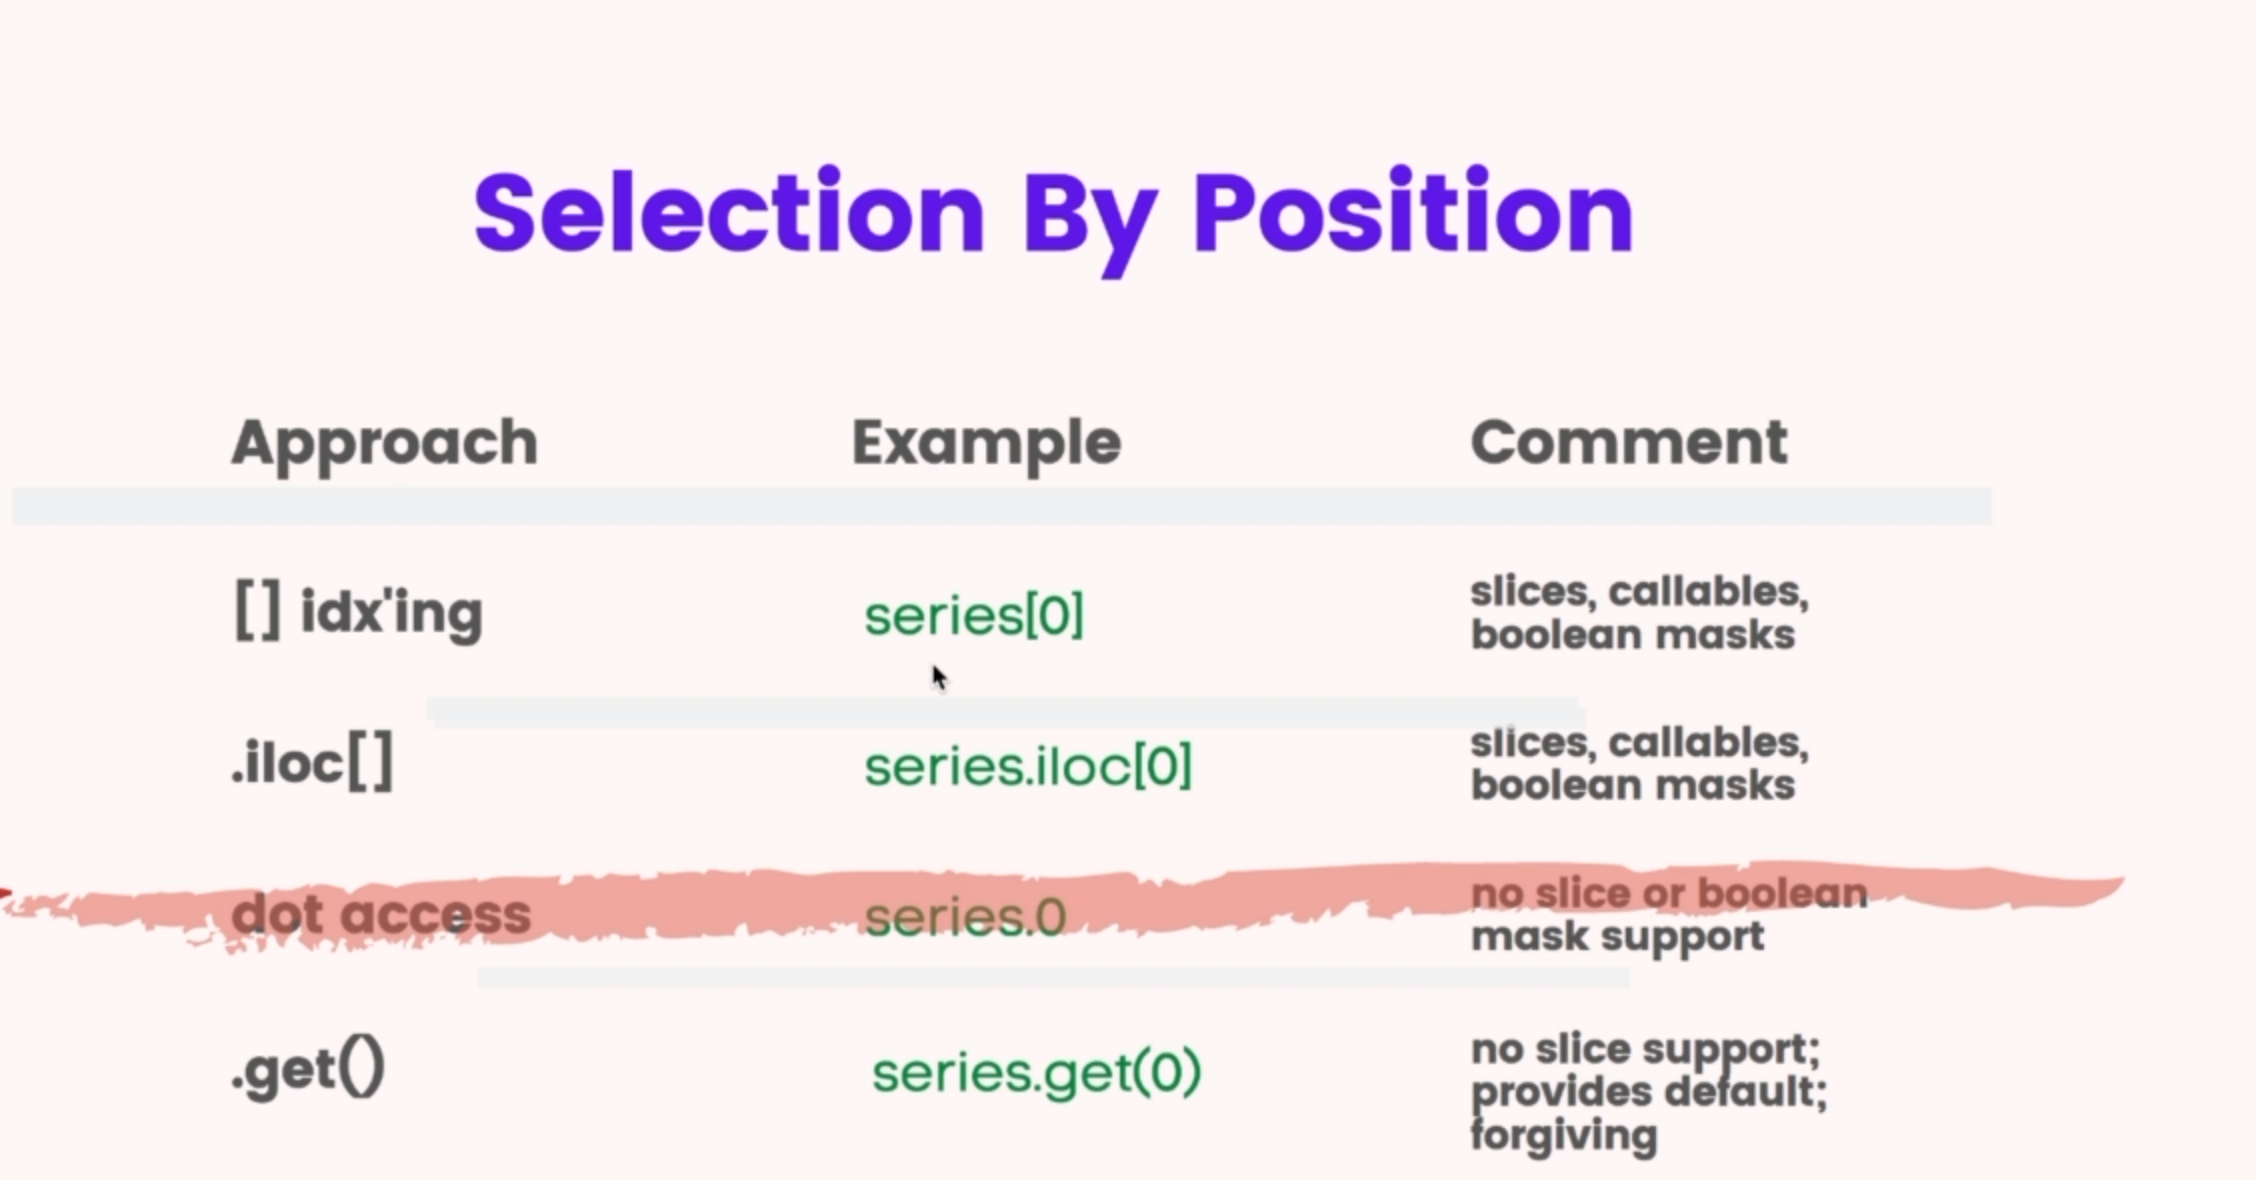 Selection By Position
Approach Example Comment
[] idx'ing series[0] slices, callables,
boolean masks
.iloc[] series.iloc[0] slices, callables,
boolean masks
dot access series.0 no slice or boolean
mask support
.get() series.get(0) no slice support;
provides default;
forgiving